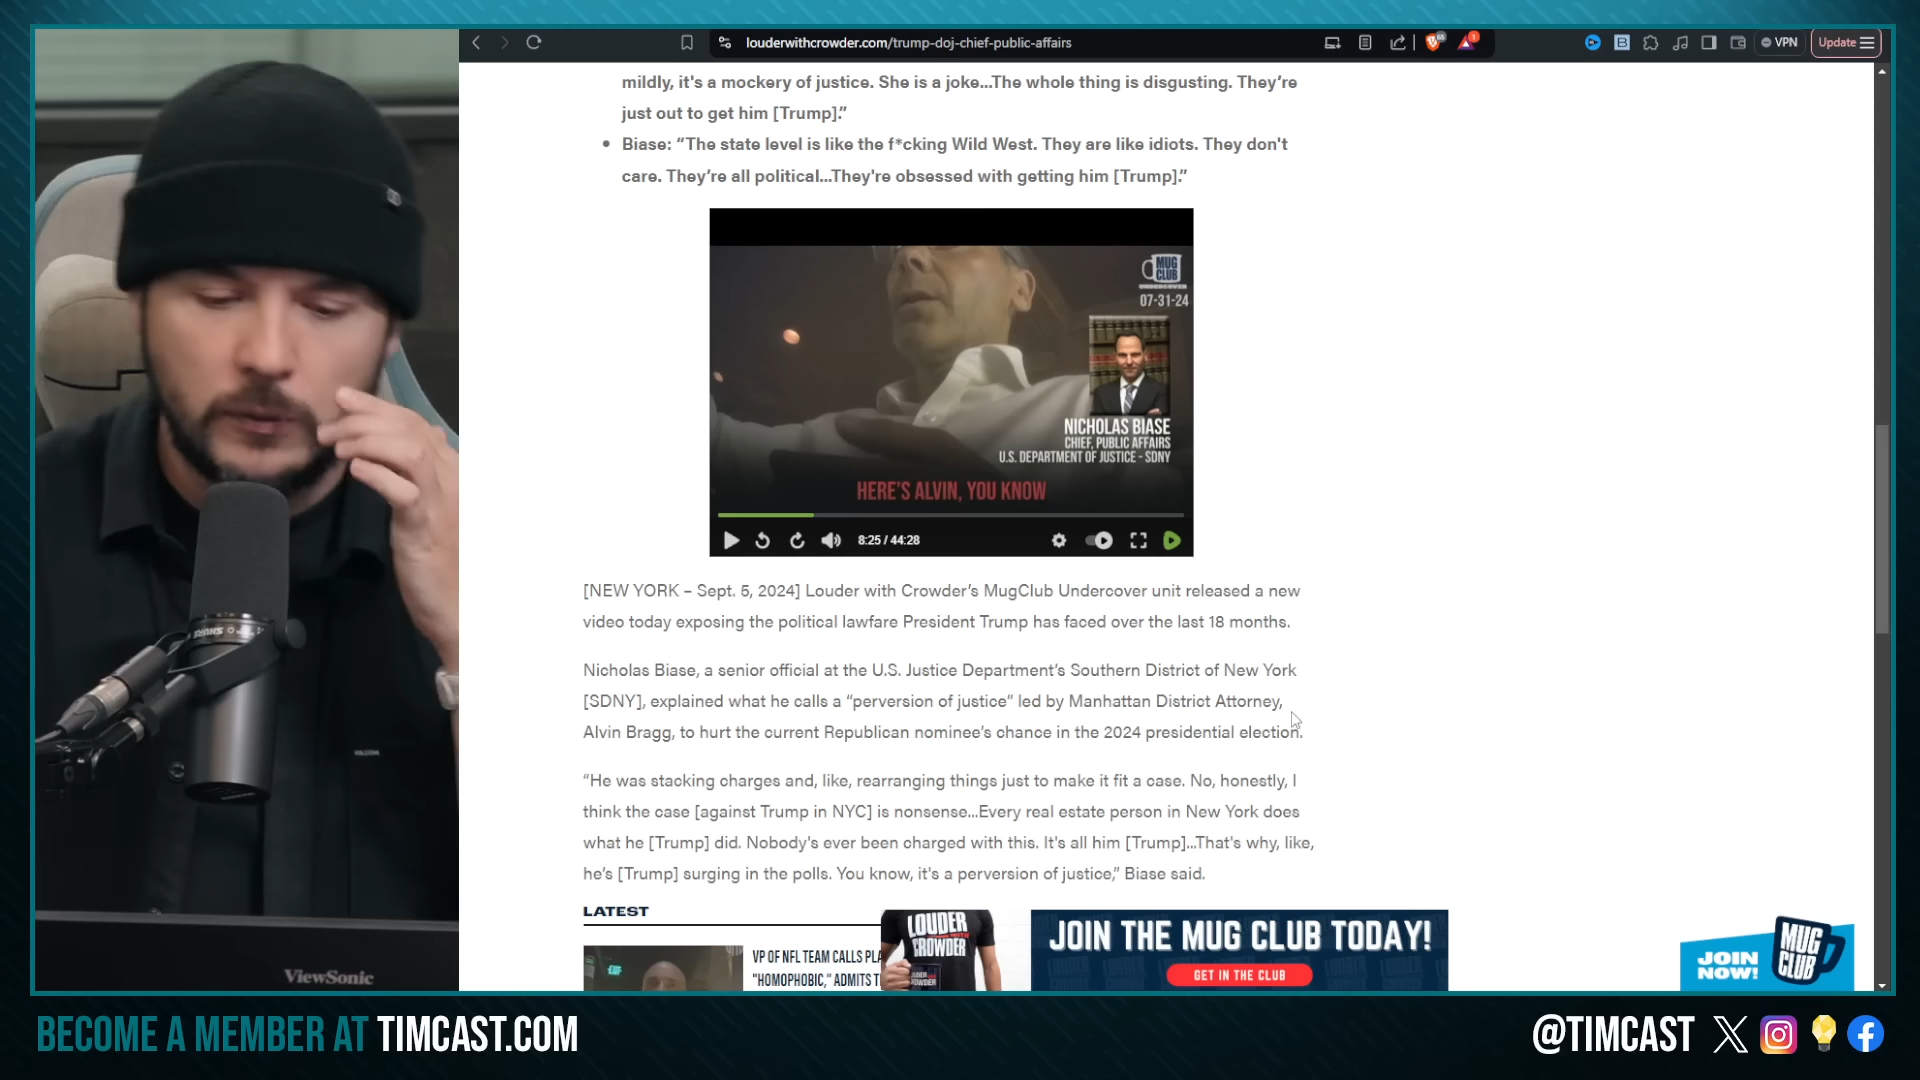 louderwithcrowder.com/trump-doj-chief-public-affairs
VPN
Update
mildly, it's a mockery of justice. She is a joke...The whole thing is disgusting. They’re
just out to get him [Trump].”
• Biase: “The state level is like the f*cking Wild West. They are like idiots. They don't
care. They’re all political...They're obsessed with getting him [Trump].”
MUG
CLUB
UNDERCOVER
07-31-24
NICHOLAS BIASE
CHIEF, PUBLIC AFFAIRS
U.S. DEPARTMENT OF JUSTICE - SDNY
HERE'S ALVIN, YOU KNOW
8:25 / 44:28
[NEW YORK – Sept. 5, 2024] Louder with Crowder’s MugClub Undercover unit released a new
video today exposing the political lawfare President Trump has faced over the last 18 months.
Nicholas Biase, a senior official at the U.S. Justice Department’s Southern District of New York
[SDNY], explained what he calls a “perversion of justice” led by Manhattan District Attorney,
Alvin Bragg, to hurt the current Republican nominee’s chance in the 2024 presidential election.
“He was stacking charges and, like, rearranging things just to make it fit a case. No, honestly, I
think the case [against Trump in NYC] is nonsense...Every real estate person in New York does
what he [Trump] did. Nobody's ever been charged with this. It's all him [Trump]...That's why, like,
he’s [Trump] surging in the polls. You know, it's a perversion of justice,” Biase said.
LATEST
VP OF NFL TEAM CALLS PLA
"HOMOPHOBIC," ADMITS T
LOUDER
CROWDER
JOIN THE MUG CLUB TODAY!
GET IN THE CLUB
JOIN
NOW!
MUG
CLUB
SHURE
ViewSonic
BECOME A MEMBER AT TIMCAST.COM
@TIMCAST